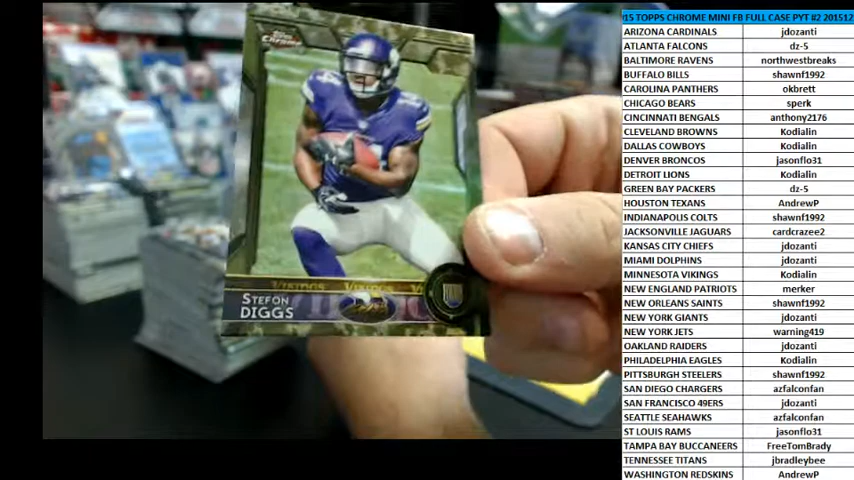 Topps
Chrome
14
VIKINGS VIKINGS VI
STEFON
DIGGS
15 TOPPS CHROME MINI FB FULL CASE PYT #2 201512
ARIZONA CARDINALS jdozanti
ATLANTA FALCONS dz-5
BALTIMORE RAVENS northwestbreaks
BUFFALO BILLS shawnf1992
CAROLINA PANTHERS okbrett
CHICAGO BEARS sperk
CINCINNATI BENGALS anthony2176
CLEVELAND BROWNS Kodialin
DALLAS COWBOYS Kodialin
DENVER BRONCOS jasonflo31
DETROIT LIONS Kodialin
GREEN BAY PACKERS dz-5
HOUSTON TEXANS AndrewP
INDIANAPOLIS COLTS shawnf1992
JACKSONVILLE JAGUARS cardcrazee2
KANSAS CITY CHIEFS jdozanti
MIAMI DOLPHINS jdozanti
MINNESOTA VIKINGS Kodialin
NEW ENGLAND PATRIOTS merker
NEW ORLEANS SAINTS shawnf1992
NEW YORK GIANTS jdozanti
NEW YORK JETS warning419
OAKLAND RAIDERS jdozanti
PHILADELPHIA EAGLES Kodialin
PITTSBURGH STEELERS shawnf1992
SAN DIEGO CHARGERS azfalconfan
SAN FRANCISCO 49ERS jdozanti
SEATTLE SEAHAWKS azfalconfan
ST LOUIS RAMS jasonflo31
TAMPA BAY BUCCANEERS FreeTomBrady
TENNESSEE TITANS jbradleybee
WASHINGTON REDSKINS AndrewP